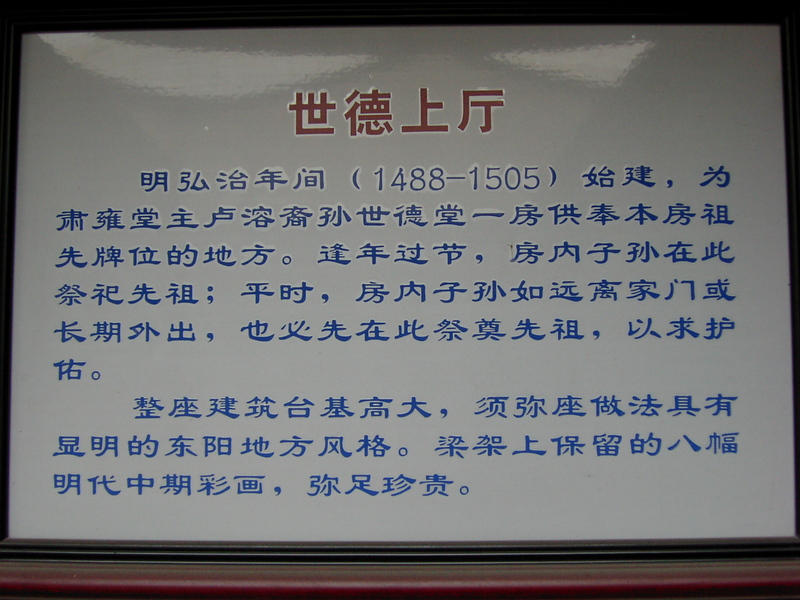 世德上厅
明弘治年间（1488-1505）始建，为
肃雍堂主卢溶裔孙世德堂一房供奉本房祖
先牌位的地方。逢年过节，房内子孙在此
祭祀先祖；平时，房内子孙如远离家门或
长期外出，也必先在此祭奠先祖，以求护
佑。
整座建筑台基高大，须弥座做法具有
显明的东阳地方风格。梁架上保留的八幅
明代中期彩画，弥足珍贵。